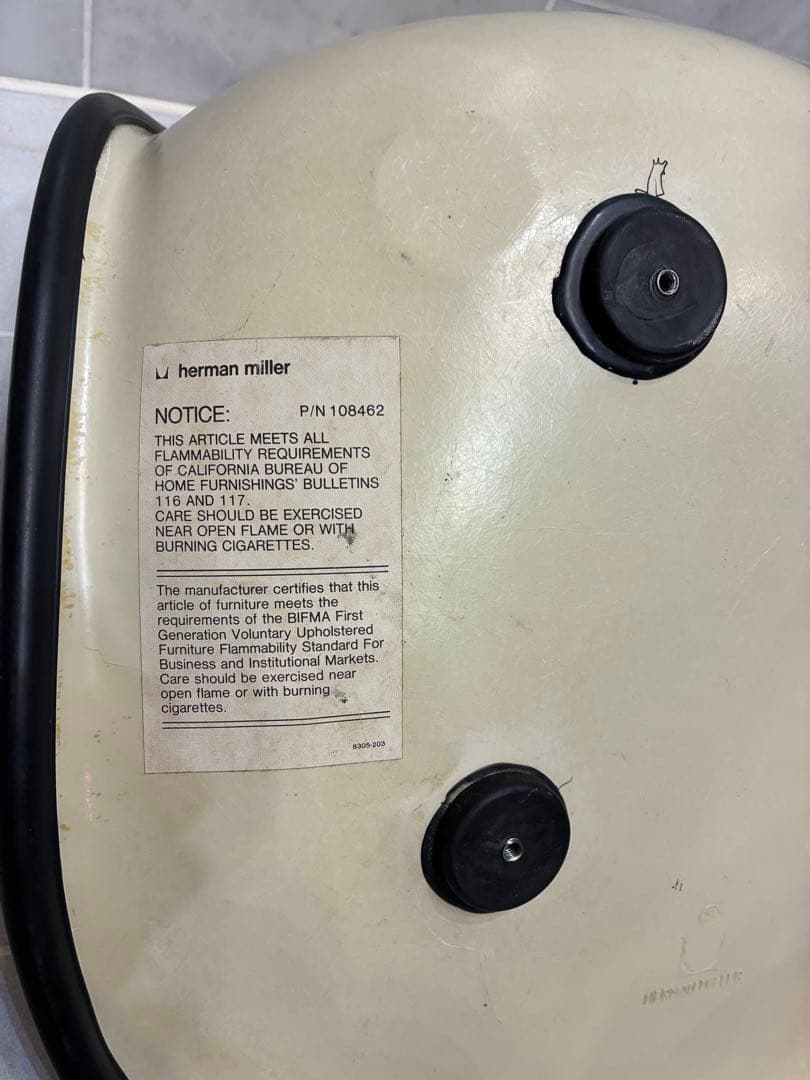 herman miller
NOTICE: P/N 108462
THIS ARTICLE MEETS ALL
FLAMMABILITY REQUIREMENTS
OF CALIFORNIA BUREAU OF
HOME FURNISHINGS' BULLETINS
116 AND 117.
CARE SHOULD BE EXERCISED
NEAR OPEN FLAME OR WITH
BURNING CIGARETTES.
The manufacturer certifies that this
article of furniture meets the
requirements of the BIFMA First
Generation Voluntary Upholstered
Furniture Flammability Standard For
Business and Institutional Markets.
Care should be exercised near
open flame or with burning
cigarettes.
8305-203
HERMAN MILLER